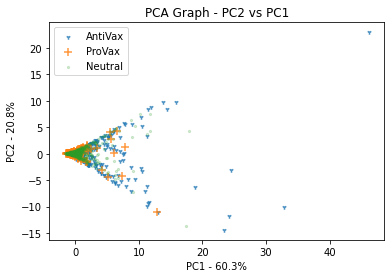 PCA Graph - PC2 vs PC1
AntiVax
ProVax
Neutral
PC2 - 20.8%
20
15
10
5
0
−5
−10
−15
0
10
20
30
40
PC1 - 60.3%